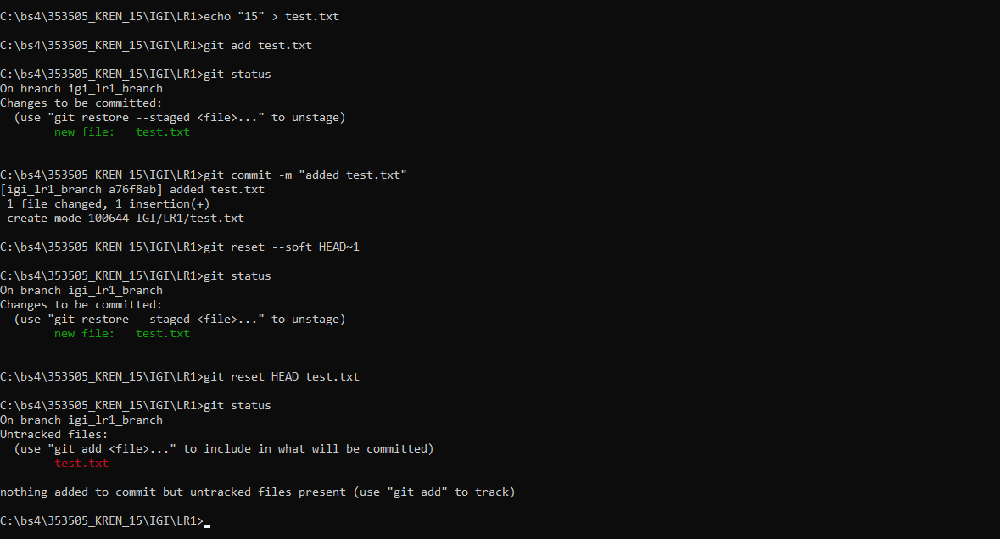 C:\bs4\353505_KREN_15\IGI\LR1>echo "15" > test.txt
C:\bs4\353505_KREN_15\IGI\LR1>git add test.txt
C:\bs4\353505_KREN_15\IGI\LR1>git status
On branch igi_lr1_branch
Changes to be committed:
  (use "git restore --staged <file>..." to unstage)
        new file:   test.txt
C:\bs4\353505_KREN_15\IGI\LR1>git commit -m "added test.txt"
[igi_lr1_branch a76f8ab] added test.txt
 1 file changed, 1 insertion(+)
 create mode 100644 IGI/LR1/test.txt
C:\bs4\353505_KREN_15\IGI\LR1>git reset --soft HEAD~1
C:\bs4\353505_KREN_15\IGI\LR1>git status
On branch igi_lr1_branch
Changes to be committed:
  (use "git restore --staged <file>..." to unstage)
        new file:   test.txt
C:\bs4\353505_KREN_15\IGI\LR1>git reset HEAD test.txt
C:\bs4\353505_KREN_15\IGI\LR1>git status
On branch igi_lr1_branch
Untracked files:
  (use "git add <file>..." to include in what will be committed)
        test.txt
nothing added to commit but untracked files present (use "git add" to track)
C:\bs4\353505_KREN_15\IGI\LR1>